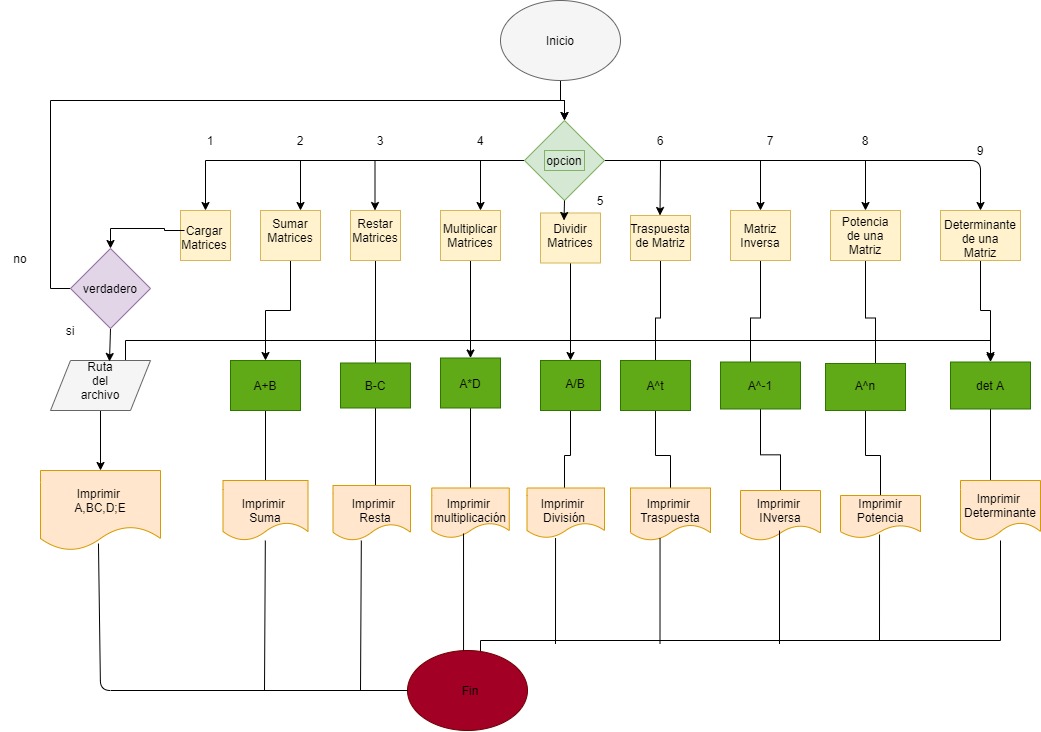 Inicio
1
2
3
4
opcion
6
7
8
9
5
Cargar
Matrices
Sumar
Matrices
Restar
Matrices
Multiplicar
Matrices
Dividir
Matrices
Traspuesta
de Matriz
Matriz
Inversa
Potencia
de una
Matriz
Determinante
de una
Matriz
no
verdadero
si
Ruta
del
archivo
A+B
B-C
A*D
A/B
A^t
A^-1
A^n
det A
Imprimir
A,BC,D;E
Imprimir
Suma
Imprimir
Resta
Imprimir
multiplicación
Imprimir
División
Imprimir
Traspuesta
Imprimir
INversa
Imprimir
Potencia
Imprimir
Determinante
Fin